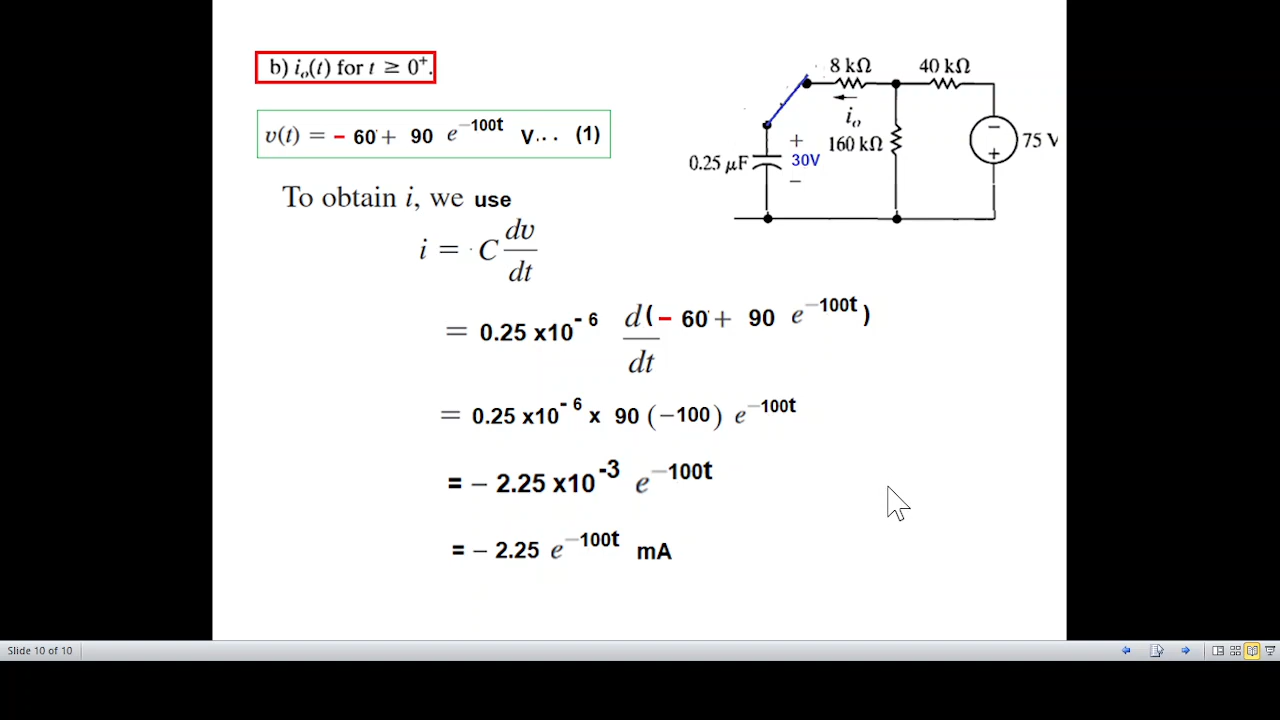 b) iₒ(t) for t ≥ 0⁺.
v(t) = − 60 + 90 e^−100t V... (1)
To obtain i, we use
i = C dv/dt
= 0.25 x10^-6 d/dt (− 60 + 90 e^−100t)
= 0.25 x10^-6 x 90 (−100) e^−100t
= − 2.25 x10^-3 e^−100t
= − 2.25 e^−100t mA
8 kΩ
40 kΩ
iₒ
160 kΩ
0.25 μF
+
30V
−
−
+
75 V
Slide 10 of 10